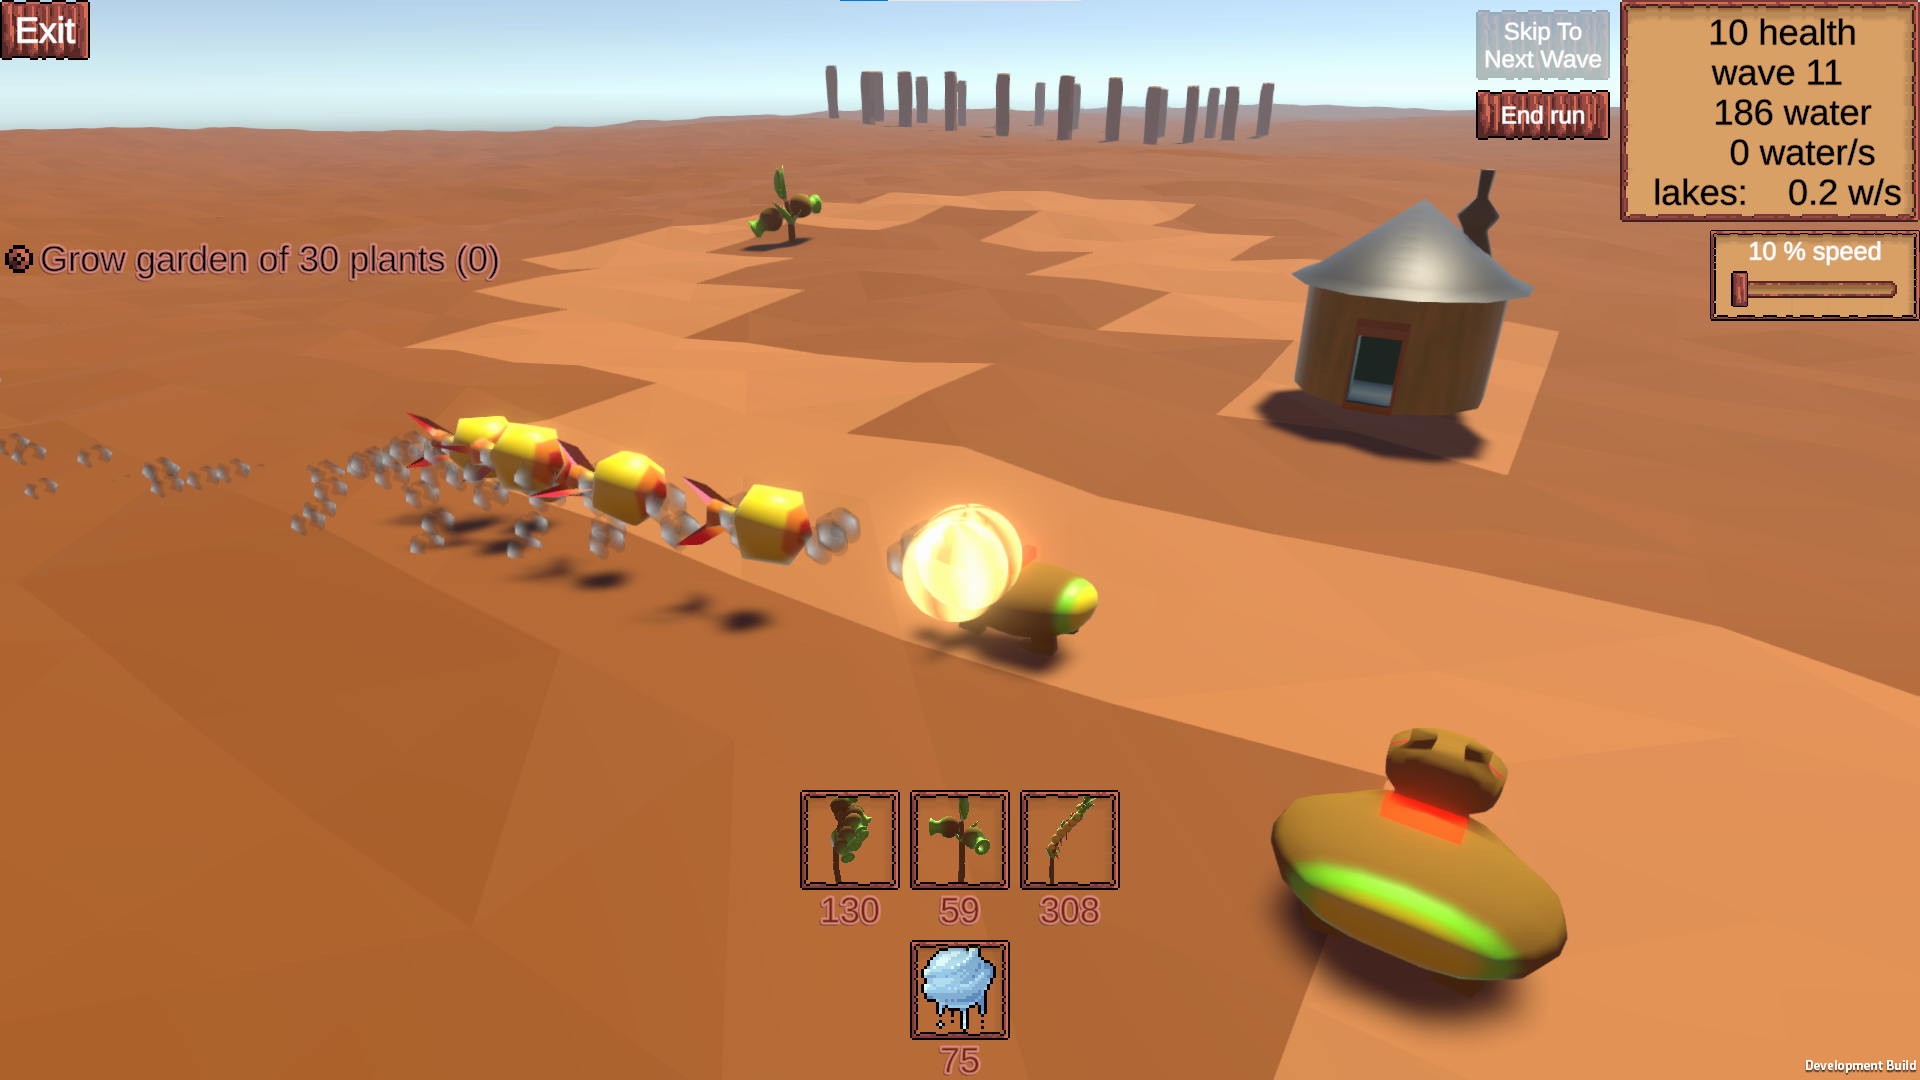 Exit
Skip To
Next Wave
End run
10 health
wave 11
186 water
0 water/s
lakes: 0.2 w/s
10 % speed
Grow garden of 30 plants (0)
130
59
308
75
Development Build